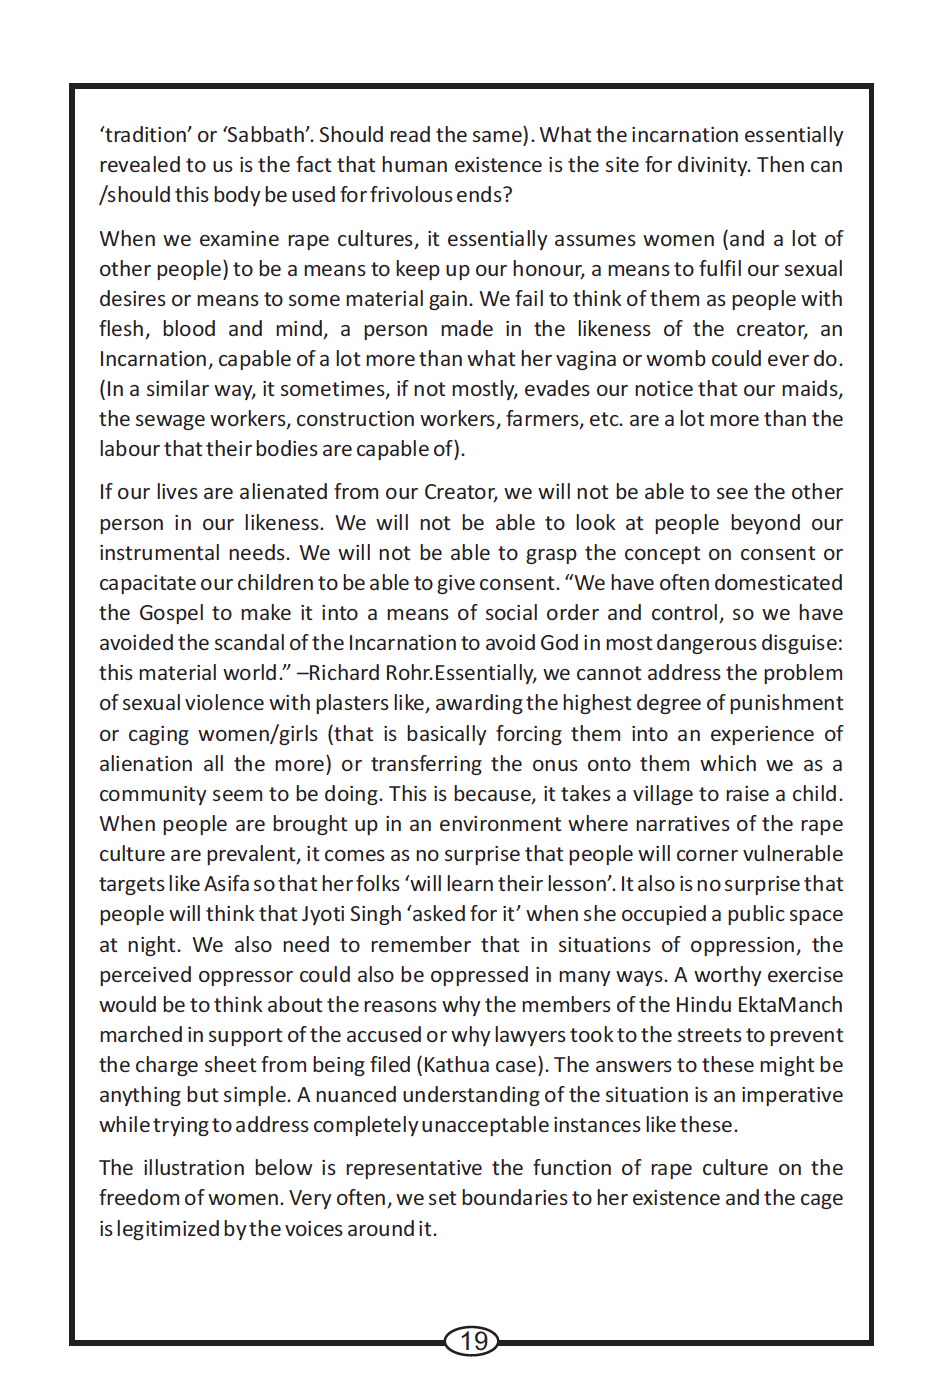 ‘tradition’ or ‘Sabbath’. Should read the same). What the incarnation essentially
revealed to us is the fact that human existence is the site for divinity. Then can
/should this body be used for frivolous ends?
When we examine rape cultures, it essentially assumes women (and a lot of
other people) to be a means to keep up our honour, a means to fulfil our sexual
desires or means to some material gain. We fail to think of them as people with
flesh, blood and mind, a person made in the likeness of the creator, an
Incarnation, capable of a lot more than what her vagina or womb could ever do.
(In a similar way, it sometimes, if not mostly, evades our notice that our maids,
the sewage workers, construction workers, farmers, etc. are a lot more than the
labour that their bodies are capable of).
If our lives are alienated from our Creator, we will not be able to see the other
person in our likeness. We will not be able to look at people beyond our
instrumental needs. We will not be able to grasp the concept on consent or
capacitate our children to be able to give consent. “We have often domesticated
the Gospel to make it into a means of social order and control, so we have
avoided the scandal of the Incarnation to avoid God in most dangerous disguise:
this material world.” –Richard Rohr.Essentially, we cannot address the problem
of sexual violence with plasters like, awarding the highest degree of punishment
or caging women/girls (that is basically forcing them into an experience of
alienation all the more) or transferring the onus onto them which we as a
community seem to be doing. This is because, it takes a village to raise a child.
When people are brought up in an environment where narratives of the rape
culture are prevalent, it comes as no surprise that people will corner vulnerable
targets like Asifa so that her folks ‘will learn their lesson’. It also is no surprise that
people will think that Jyoti Singh ‘asked for it’ when she occupied a public space
at night. We also need to remember that in situations of oppression, the
perceived oppressor could also be oppressed in many ways. A worthy exercise
would be to think about the reasons why the members of the Hindu EktaManch
marched in support of the accused or why lawyers took to the streets to prevent
the charge sheet from being filed (Kathua case). The answers to these might be
anything but simple. A nuanced understanding of the situation is an imperative
while trying to address completely unacceptable instances like these.
The illustration below is representative the function of rape culture on the
freedom of women. Very often, we set boundaries to her existence and the cage
is legitimized by the voices around it.
19